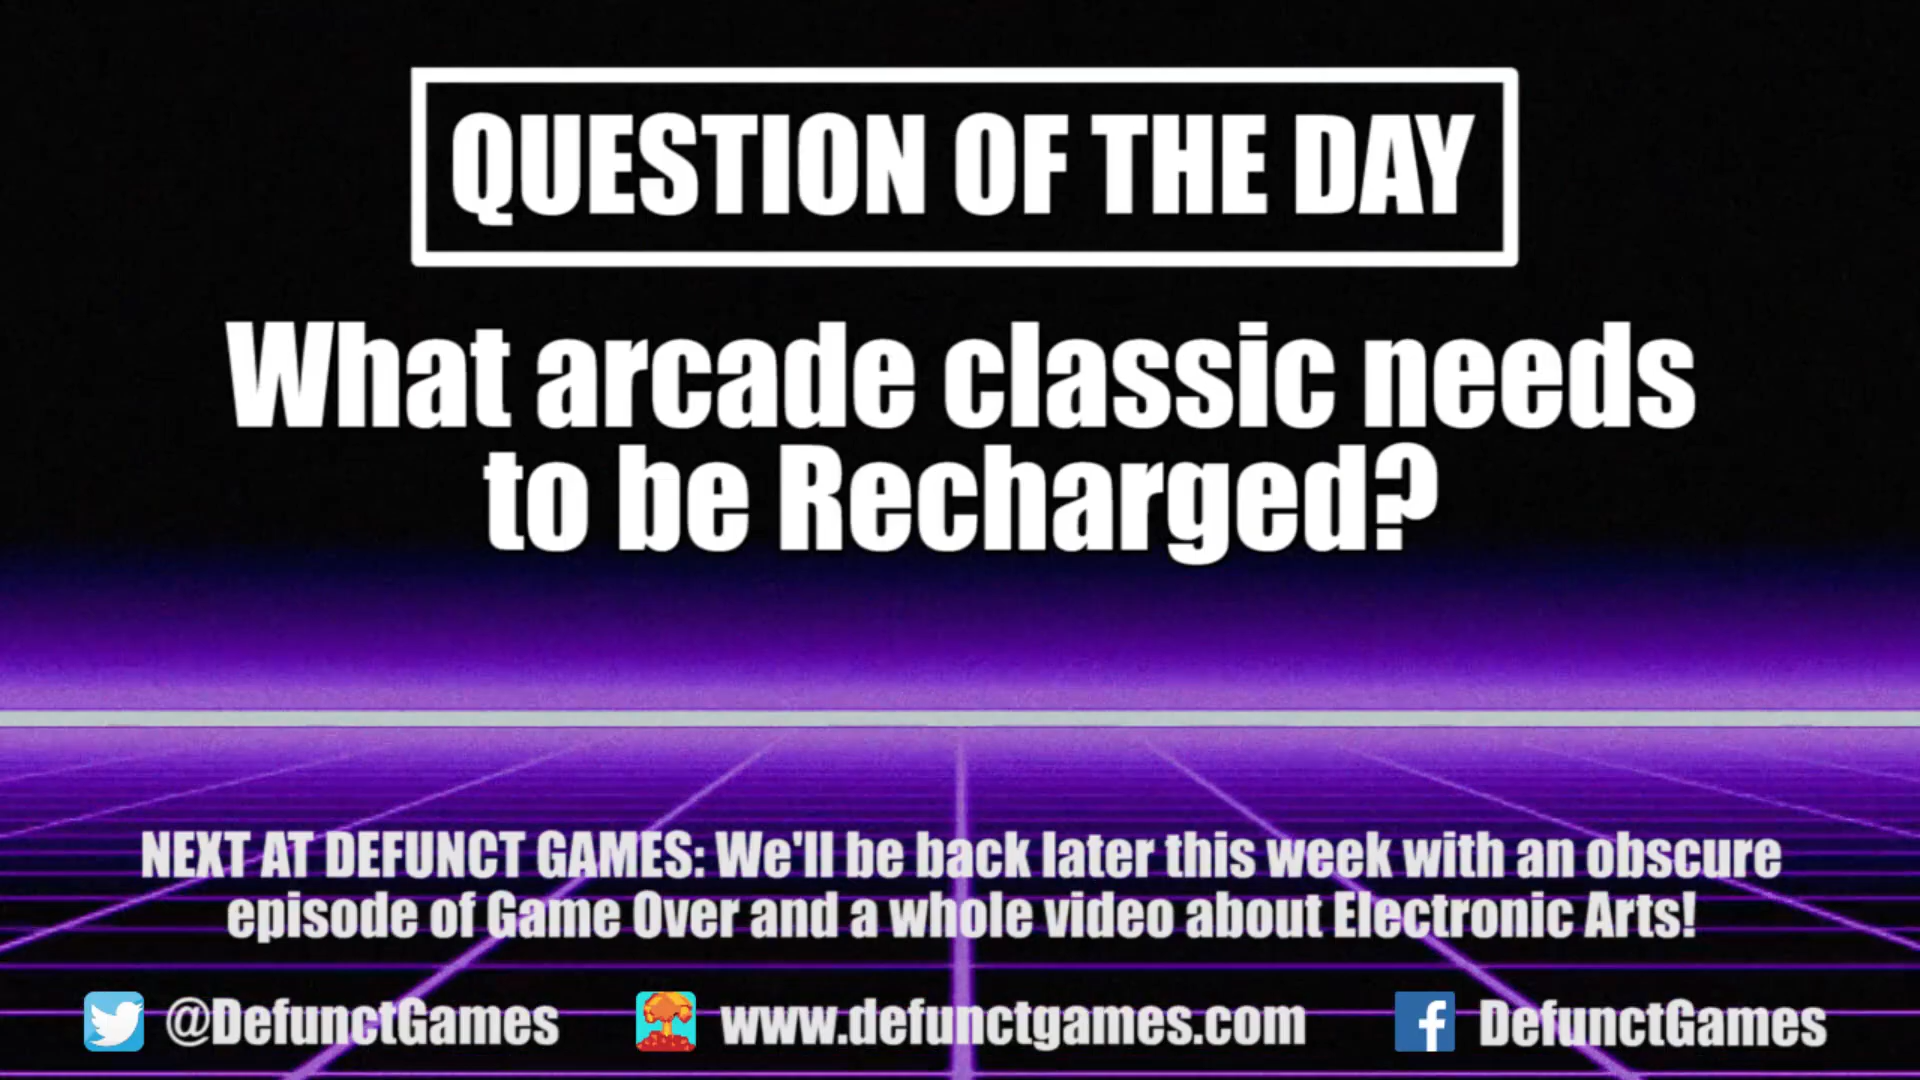 QUESTION OF THE DAY
What arcade classic needs
to be Recharged?
NEXT AT DEFUNCT GAMES: We'll be back later this week with an obscure
episode of Game Over and a whole video about Electronic Arts!
@DefunctGames www.defunctgames.com DefunctGames